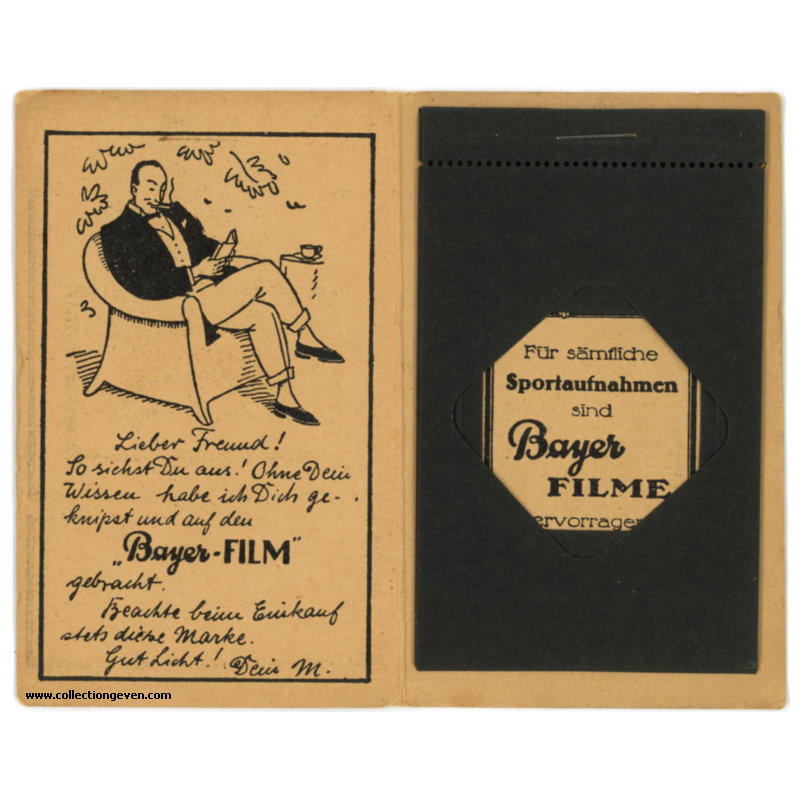 Lieber Freund!
So siehst Du aus! Ohne Dein
Wissen habe ich Dich ge-
knipst und auf den
„Bayer-FILM"
gebracht.
Beachte beim Einkauf
stets diese Marke.
Gut Licht! Dein M.
www.collectiongeven.com
Für sämtliche
Sportaufnahmen
sind
Bayer
FILME
ervorragen